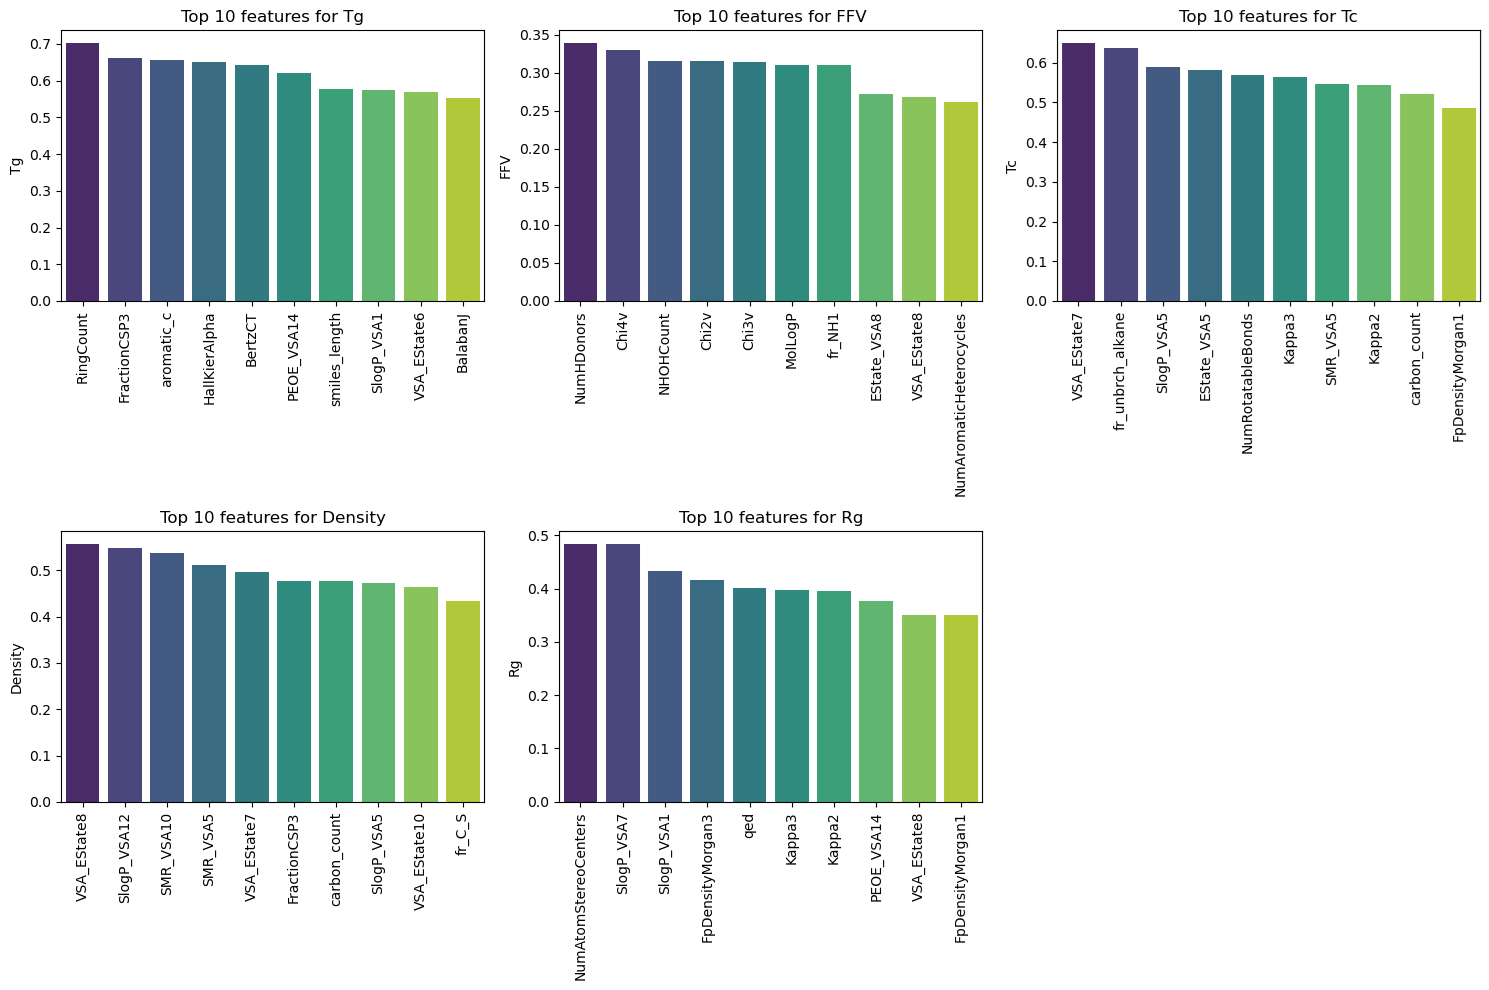 Top 10 features for Tg
Tg
0.7
0.6
0.5
0.4
0.3
0.2
0.1
0.0
RingCount
FractionCSP3
aromatic_c
HallKierAlpha
BertzCT
PEOE_VSA14
smiles_length
SlogP_VSA1
VSA_EState6
BalabanJ
Top 10 features for FFV
FFV
0.35
0.30
0.25
0.20
0.15
0.10
0.05
0.00
NumHDonors
Chi4v
NHOHCount
Chi2v
Chi3v
MolLogP
fr_NH1
EState_VSA8
VSA_EState8
NumAromaticHeterocycles
Top 10 features for Tc
Tc
0.6
0.5
0.4
0.3
0.2
0.1
0.0
VSA_EState7
fr_unbrch_alkane
SlogP_VSA5
EState_VSA5
NumRotatableBonds
Kappa3
SMR_VSA5
Kappa2
carbon_count
FpDensityMorgan1
Top 10 features for Density
Density
0.5
0.4
0.3
0.2
0.1
0.0
VSA_EState8
SlogP_VSA12
SMR_VSA10
SMR_VSA5
VSA_EState7
FractionCSP3
carbon_count
SlogP_VSA5
VSA_EState10
fr_C_S
Top 10 features for Rg
Rg
0.5
0.4
0.3
0.2
0.1
0.0
NumAtomStereoCenters
SlogP_VSA7
SlogP_VSA1
FpDensityMorgan3
qed
Kappa3
Kappa2
PEOE_VSA14
VSA_EState8
FpDensityMorgan1